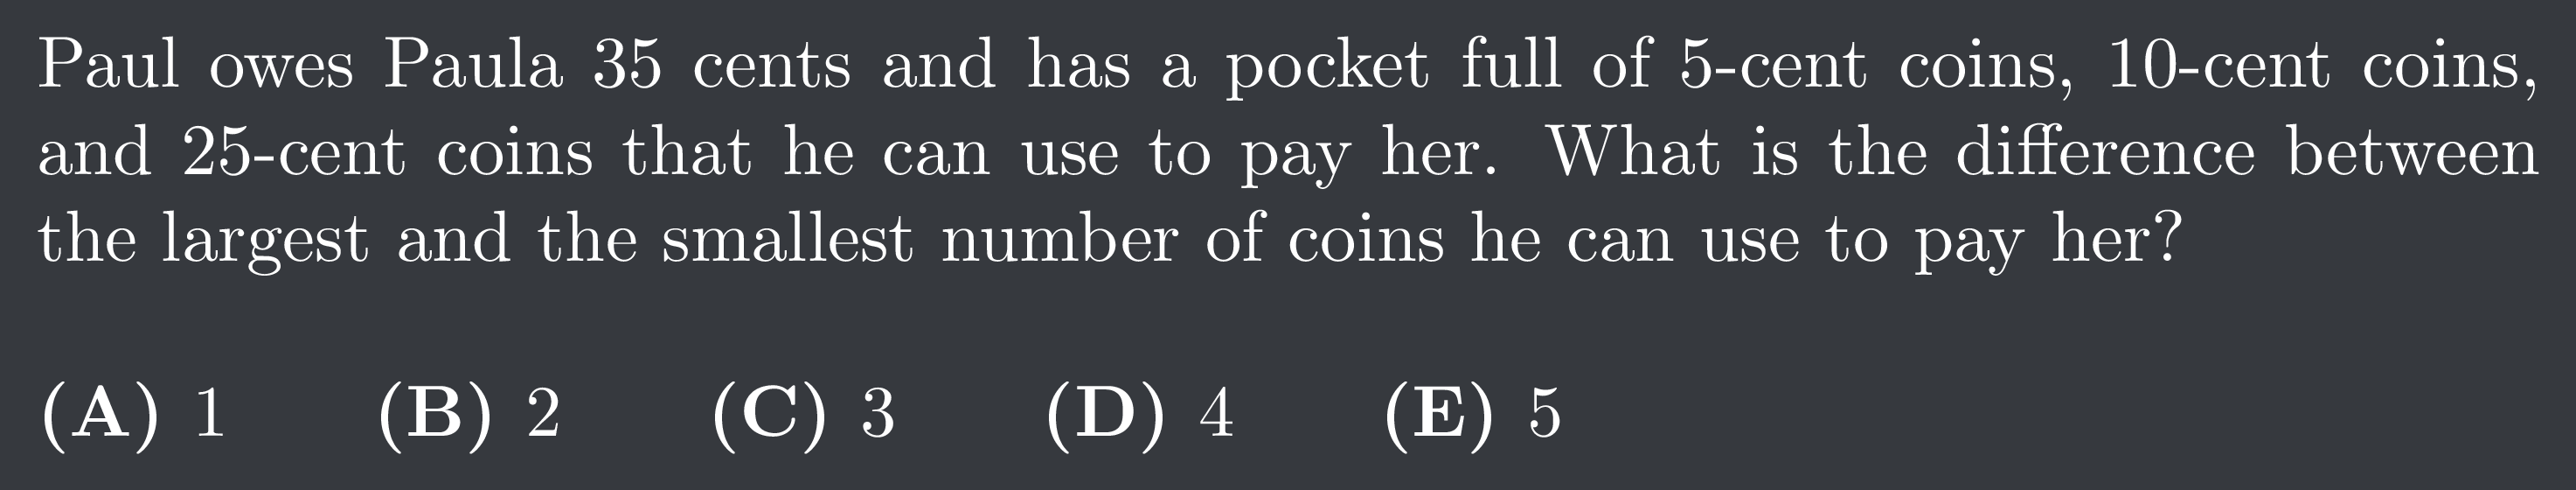 Paul owes Paula 35 cents and has a pocket full of 5-cent coins, 10-cent coins,
and 25-cent coins that he can use to pay her. What is the difference between
the largest and the smallest number of coins he can use to pay her?
(A) 1 (B) 2 (C) 3 (D) 4 (E) 5